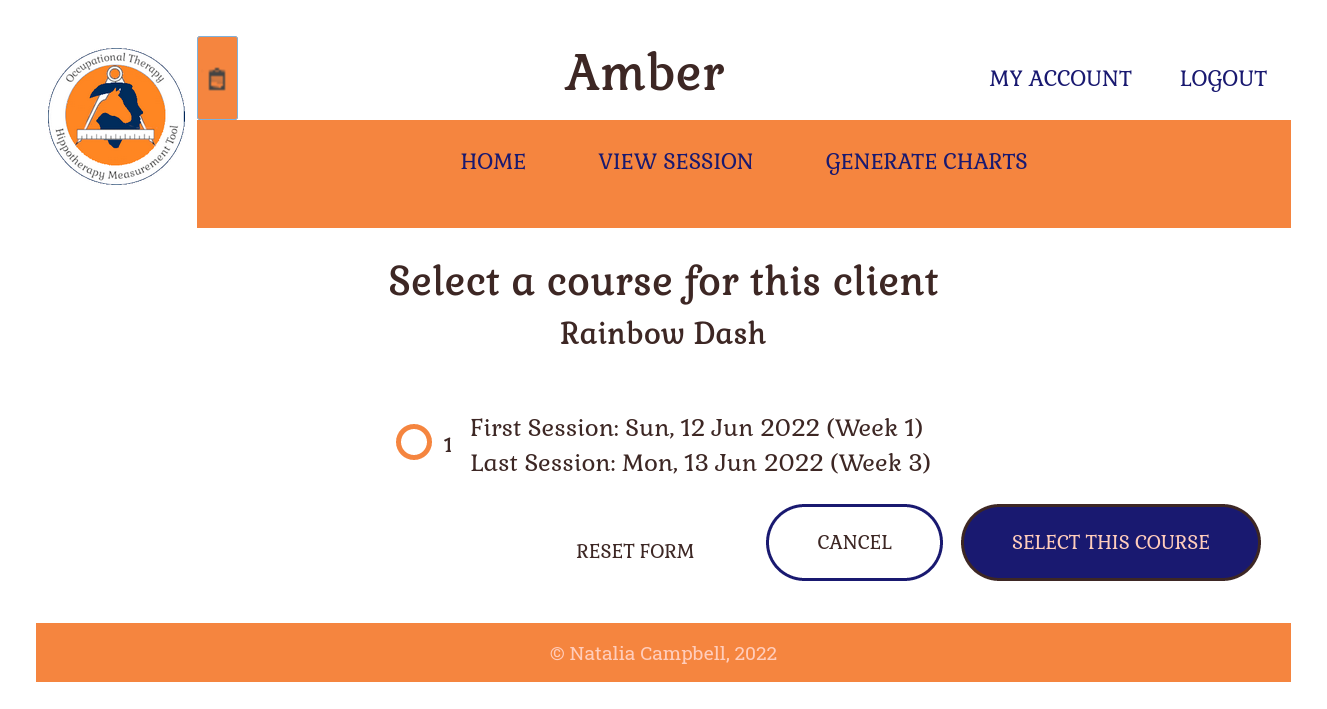 Occupational Therapy
Hippotherapy Measurement Tool
Amber
MY ACCOUNT
LOGOUT
HOME
VIEW SESSION
GENERATE CHARTS
Select a course for this client
Rainbow Dash
1
First Session: Sun, 12 Jun 2022 (Week 1)
Last Session: Mon, 13 Jun 2022 (Week 3)
RESET FORM
CANCEL
SELECT THIS COURSE
© Natalia Campbell, 2022